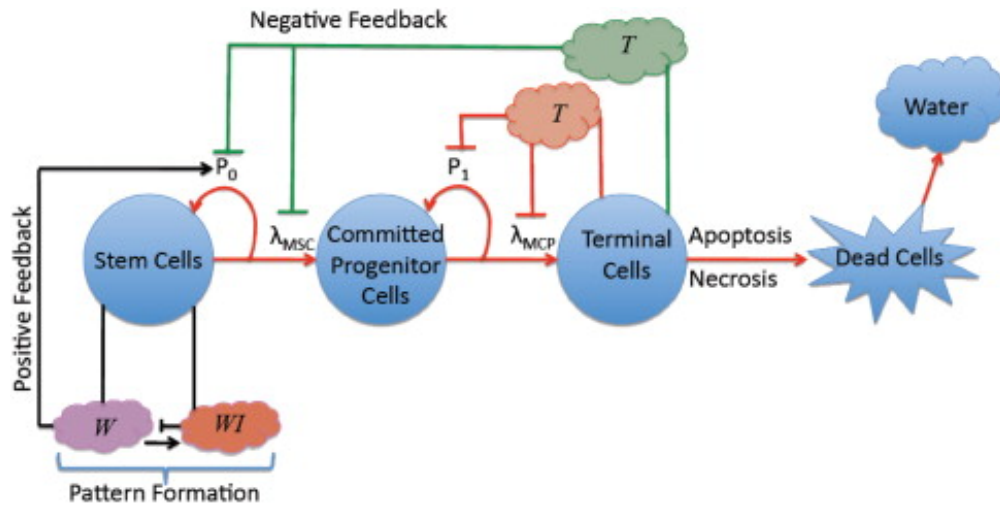 Negative Feedback
T
Water
T
P0
P1
Positive Feedback
Stem Cells
λMSC
Committed
Progenitor
Cells
λMCP
Terminal
Cells
Apoptosis
Necrosis
Dead Cells
W
WI
Pattern Formation